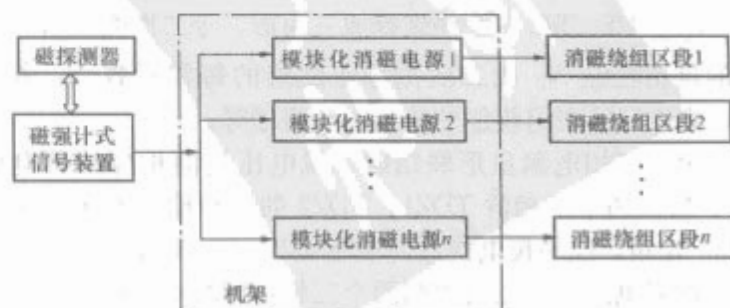 磁探测器
磁强计式
信号装置
模块化消磁电源1
消磁绕组区段1
模块化消磁电源2
消磁绕组区段2
⋮
⋮
模块化消磁电源n
消磁绕组区段n
机架